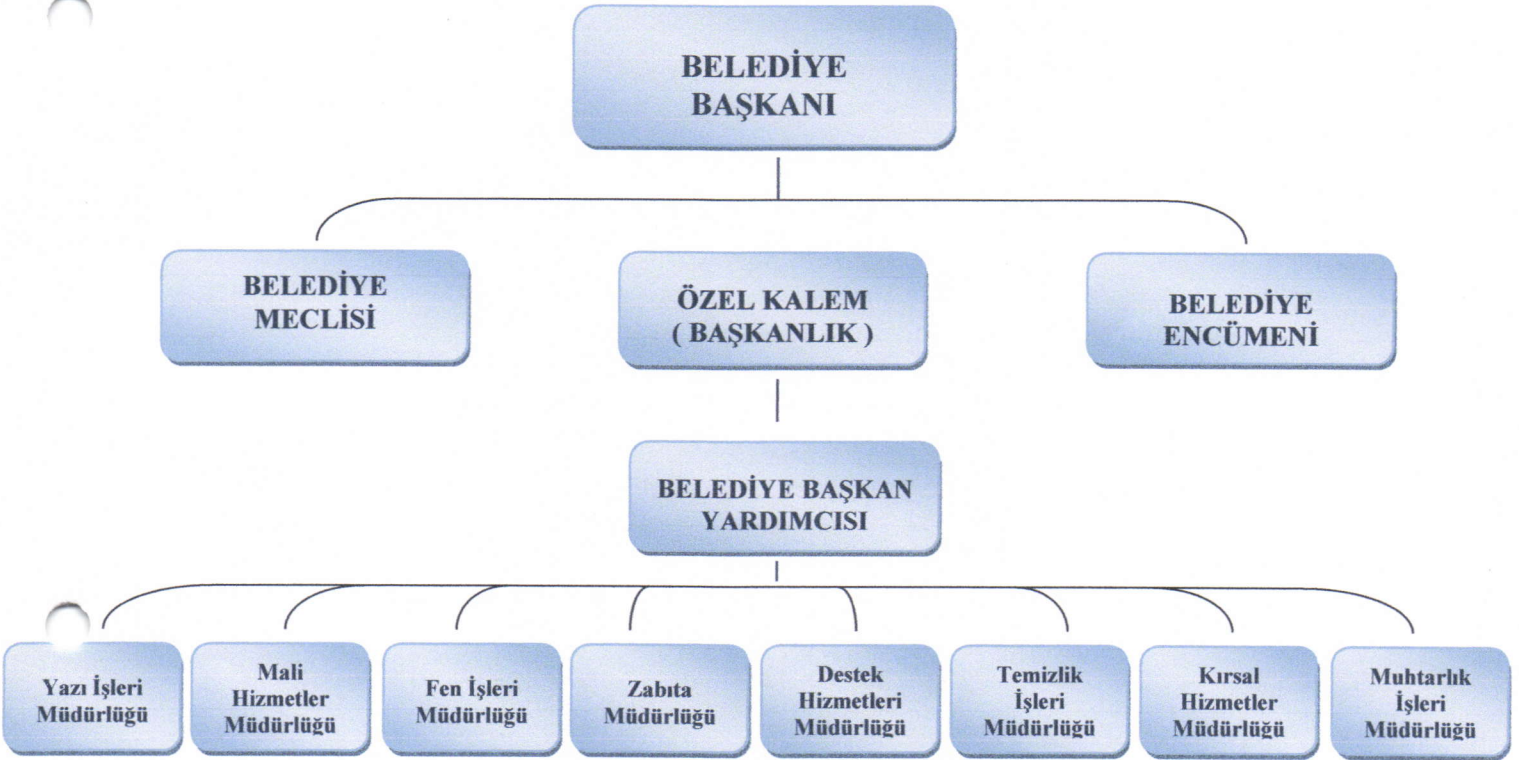 BELEDİYE
BAŞKANI
BELEDİYE
MECLİSİ
ÖZEL KALEM
( BAŞKANLIK )
BELEDİYE
ENCÜMENİ
BELEDİYE BAŞKAN
YARDIMCISI
Yazı İşleri
Müdürlüğü
Mali
Hizmetler
Müdürlüğü
Fen İşleri
Müdürlüğü
Zabıta
Müdürlüğü
Destek
Hizmetleri
Müdürlüğü
Temizlik
İşleri
Müdürlüğü
Kırsal
Hizmetler
Müdürlüğü
Muhtarlık
İşleri
Müdürlüğü